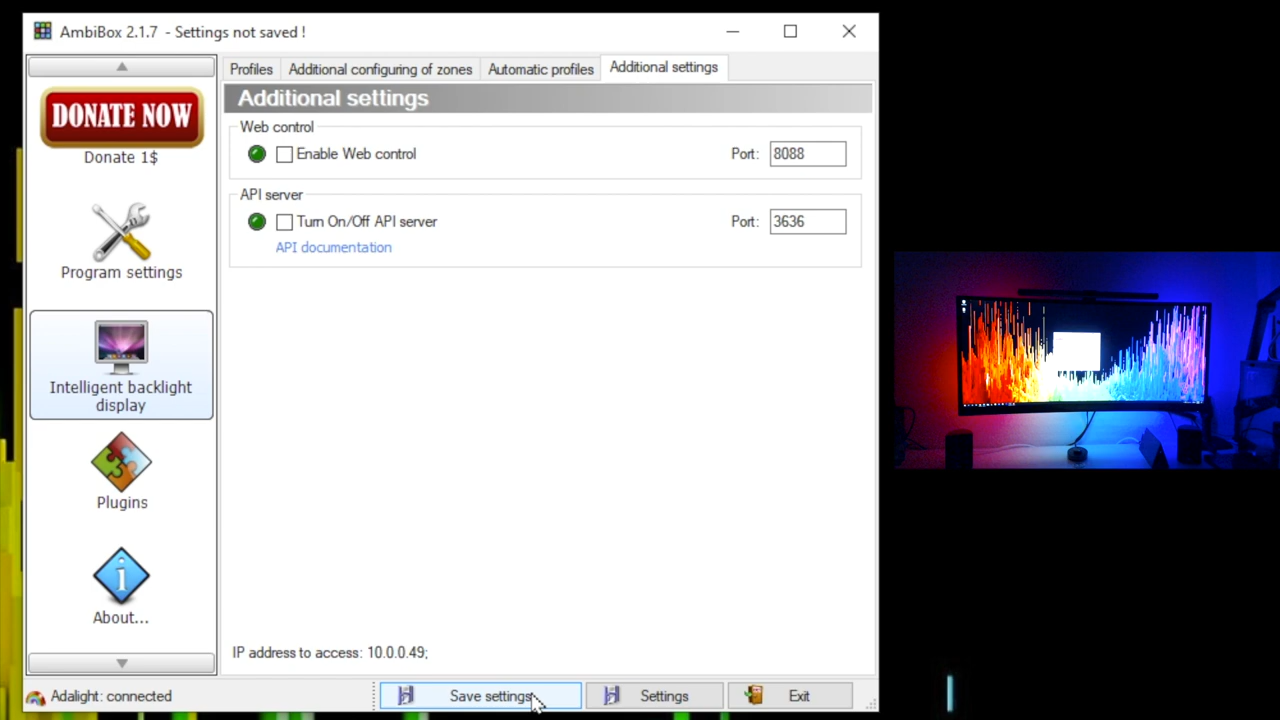 AmbiBox 2.1.7 - Settings not saved !
Profiles
Additional configuring of zones
Automatic profiles
Additional settings
DONATE NOW
Donate 1$
Program settings
Intelligent backlight
display
Plugins
About...
Additional settings
Web control
Enable Web control
Port:
8088
API server
Turn On/Off API server
Port:
3636
API documentation
IP address to access: 10.0.0.49;
Adalight: connected
Save settings
Settings
Exit